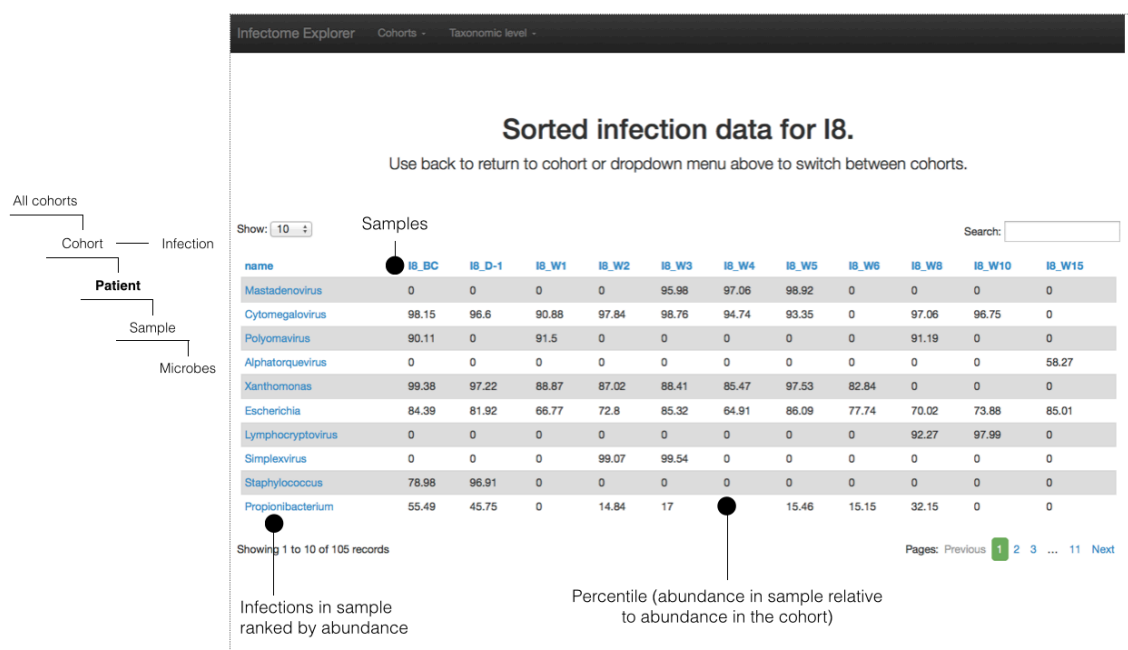 Infectome Explorer Cohorts Taxonomic level
Sorted infection data for I8.
Use back to return to cohort or dropdown menu above to switch between cohorts.
All cohorts
Cohort Infection
Patient
Sample
Microbes
Show: 10 Samples Search:
name I8_BC I8_D-1 I8_W1 I8_W2 I8_W3 I8_W4 I8_W5 I8_W6 I8_W8 I8_W10 I8_W15
Mastadenovirus 0 0 0 0 95.98 97.06 98.92 0 0 0 0
Cytomegalovirus 98.15 96.6 90.88 97.84 98.76 94.74 93.35 0 97.06 96.75 0
Polyomavirus 90.11 0 91.5 0 0 0 0 0 91.19 0 0
Alphatorquevirus 0 0 0 0 0 0 0 0 0 0 58.27
Xanthomonas 99.38 97.22 88.87 87.02 88.41 85.47 97.53 82.84 0 0 0
Escherichia 84.39 81.92 66.77 72.8 85.32 64.91 86.09 77.74 70.02 73.88 85.01
Lymphocryptovirus 0 0 0 0 0 0 0 0 92.27 97.99 0
Simplexvirus 0 0 0 99.07 99.54 0 0 0 0 0 0
Staphylococcus 78.98 96.91 0 0 0 0 0 0 0 0 0
Propionibacterium 55.49 45.75 0 14.84 17 15.46 15.15 32.15 0 0
Showing 1 to 10 of 105 records Pages: Previous 1 2 3 ... 11 Next
Infections in sample
ranked by abundance
Percentile (abundance in sample relative
to abundance in the cohort)